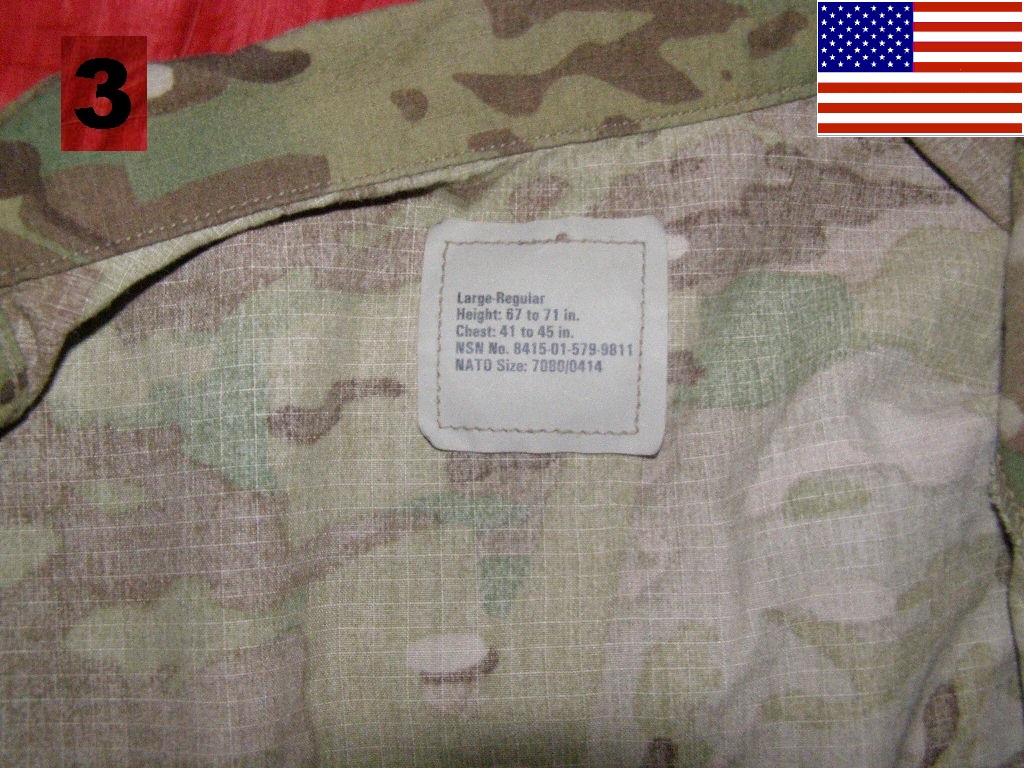 3
Large-Regular
Height: 67 to 71 in.
Chest: 41 to 45 in.
NSN No. 8415-01-579-9811
NATO Size: 7080/0414